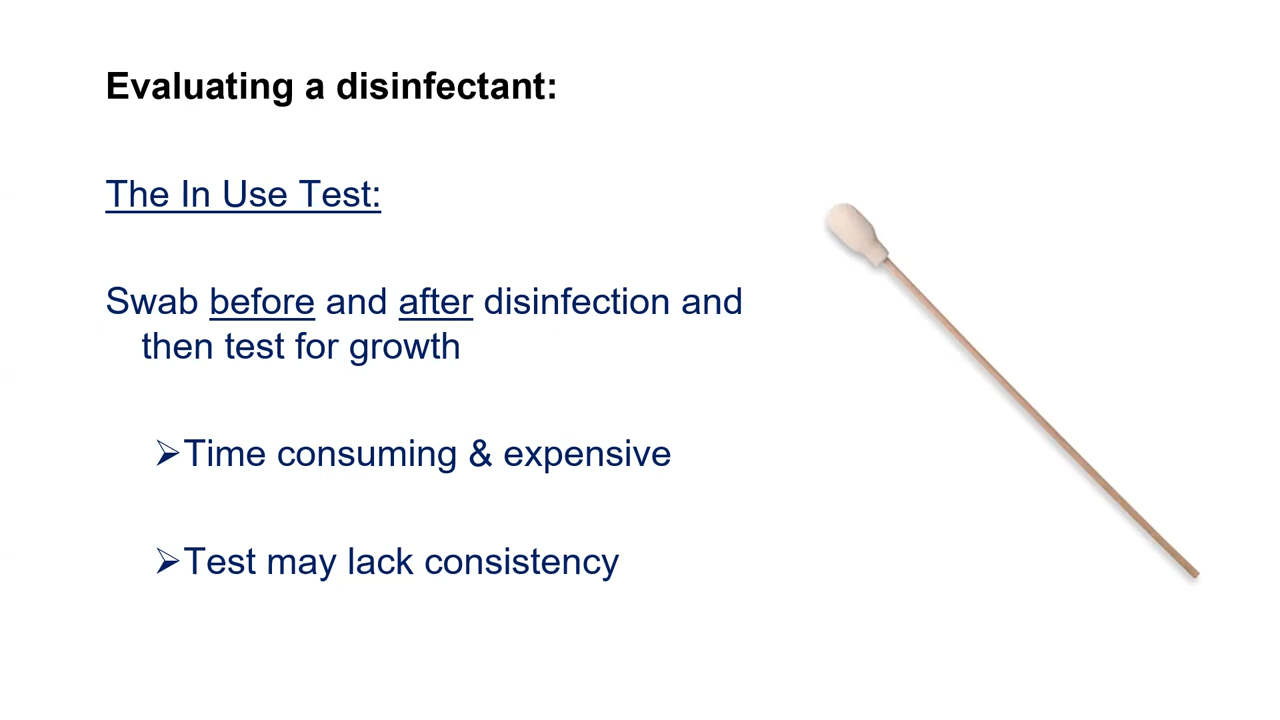 Evaluating a disinfectant:
The In Use Test:
Swab before and after disinfection and
then test for growth
➢Time consuming & expensive
➢Test may lack consistency